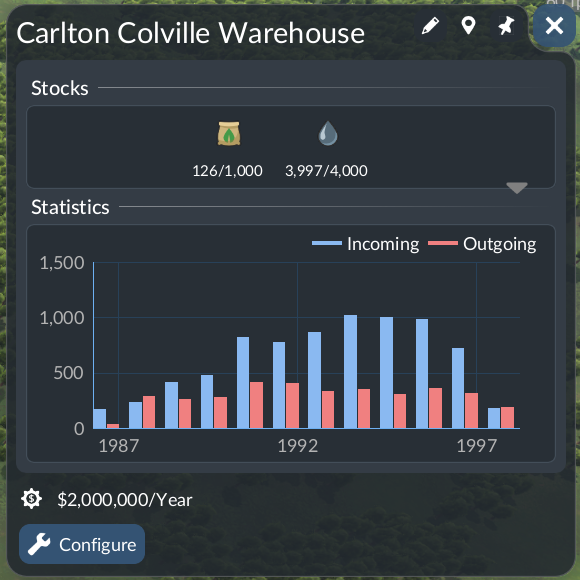 Carlton Colville Warehouse
Stocks
126/1,000 3,997/4,000
Statistics
Incoming Outgoing
1,500
1,000
500
0
1987 1992 1997
$2,000,000/Year
Configure